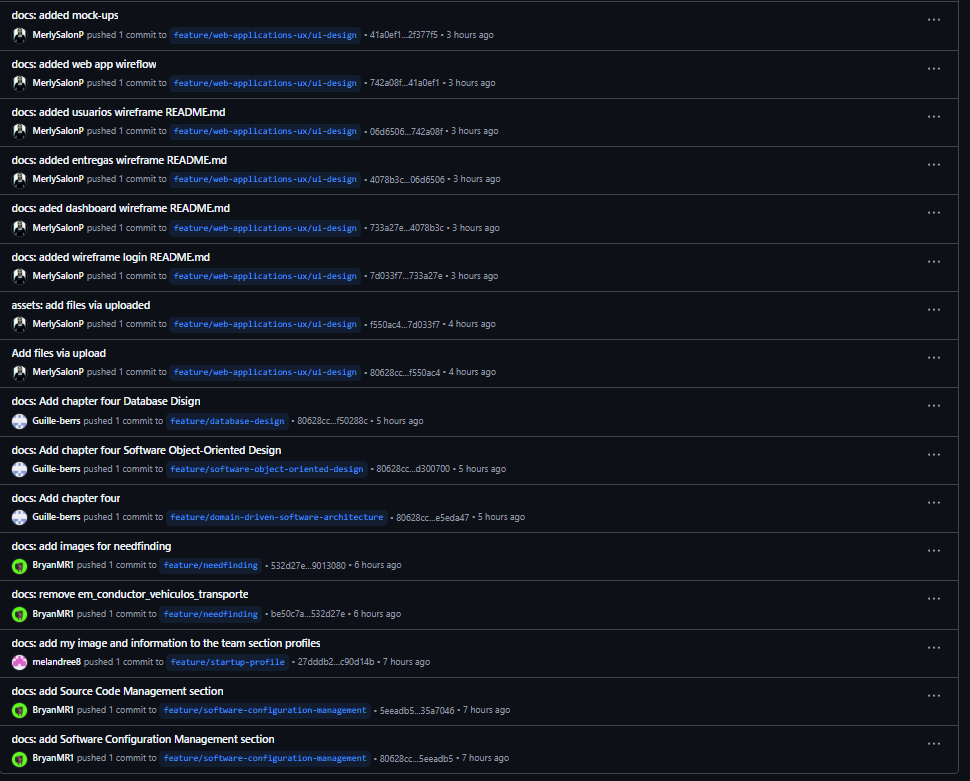 docs: added mock-ups
MerlySalonP pushed 1 commit to feature/web-applications-ux/ui-design • 41a0ef1...2f377f5 • 3 hours ago
docs: added web app wireflow
MerlySalonP pushed 1 commit to feature/web-applications-ux/ui-design • 742a08f...41a0ef1 • 3 hours ago
docs: added usuarios wireframe README.md
MerlySalonP pushed 1 commit to feature/web-applications-ux/ui-design • 06d6506...742a08f • 3 hours ago
docs: added entregas wireframe README.md
MerlySalonP pushed 1 commit to feature/web-applications-ux/ui-design • 4078b3c...06d6506 • 3 hours ago
docs: aded dashboard wireframe README.md
MerlySalonP pushed 1 commit to feature/web-applications-ux/ui-design • 733a27e...4078b3c • 3 hours ago
docs: added wireframe login README.md
MerlySalonP pushed 1 commit to feature/web-applications-ux/ui-design • 7d033f7...733a27e • 3 hours ago
assets: add files via uploaded
MerlySalonP pushed 1 commit to feature/web-applications-ux/ui-design • f550ac4...7d033f7 • 4 hours ago
Add files via upload
MerlySalonP pushed 1 commit to feature/web-applications-ux/ui-design • 80628cc...f550ac4 • 4 hours ago
docs: Add chapter four Database Disign
Guille-berrs pushed 1 commit to feature/database-design • 80628cc...f50288c • 5 hours ago
docs: Add chapter four Software Object-Oriented Design
Guille-berrs pushed 1 commit to feature/software-object-oriented-design • 80628cc...d300700 • 5 hours ago
docs: Add chapter four
Guille-berrs pushed 1 commit to feature/domain-driven-software-architecture • 80628cc...e5eda47 • 5 hours ago
docs: add images for needfinding
BryanMR1 pushed 1 commit to feature/needfinding • 532d27e...9013080 • 6 hours ago
docs: remove em_conductor_vehiculos_transporte
BryanMR1 pushed 1 commit to feature/needfinding • be50c7a...532d27e • 6 hours ago
docs: add my image and information to the team section profiles
melandree8 pushed 1 commit to feature/startup-profile • 27dddb2...c90d14b • 7 hours ago
docs: add Source Code Management section
BryanMR1 pushed 1 commit to feature/software-configuration-management • 5eeadb5...35a7046 • 7 hours ago
docs: add Software Configuration Management section
BryanMR1 pushed 1 commit to feature/software-configuration-management • 80628cc...5eeadb5 • 7 hours ago